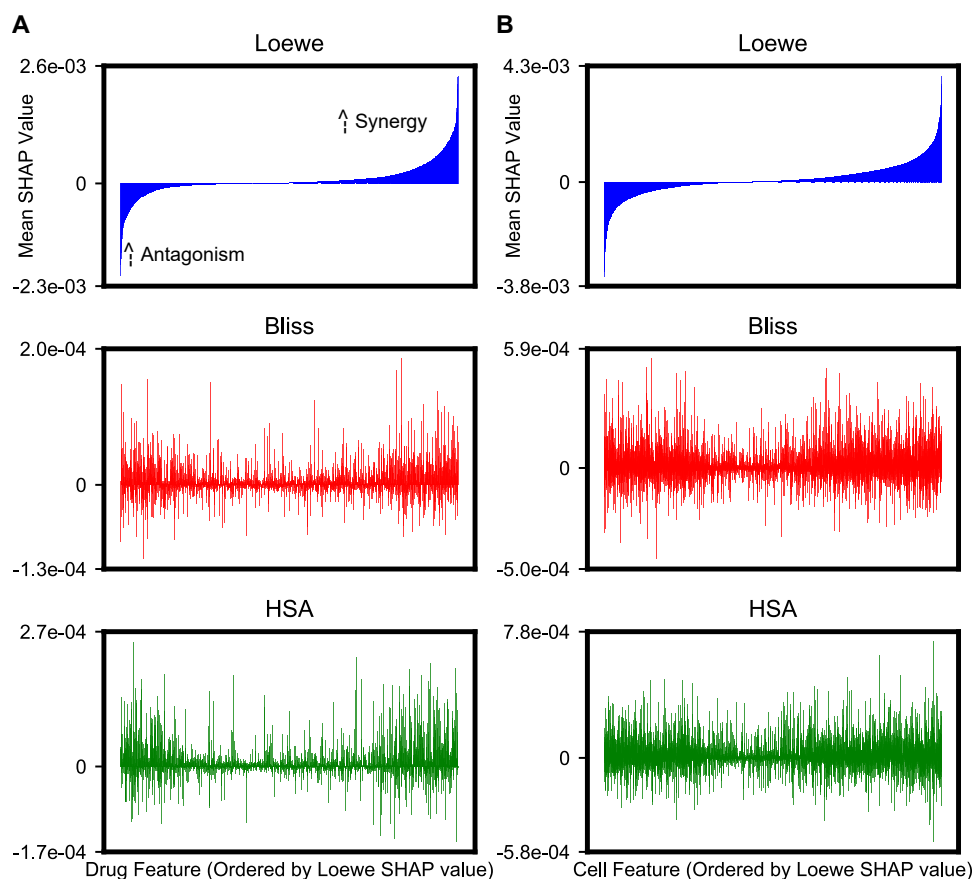 A
Loewe
2.6e-03
0
-2.3e-03
Mean SHAP Value
Synergy
Antagonism
Bliss
2.0e-04
0
-1.3e-04
HSA
2.7e-04
0
-1.7e-04
Drug Feature (Ordered by Loewe SHAP value)
B
Loewe
4.3e-03
0
-3.8e-03
Mean SHAP Value
Bliss
5.9e-04
0
-5.0e-04
HSA
7.8e-04
0
-5.8e-04
Cell Feature (Ordered by Loewe SHAP value)